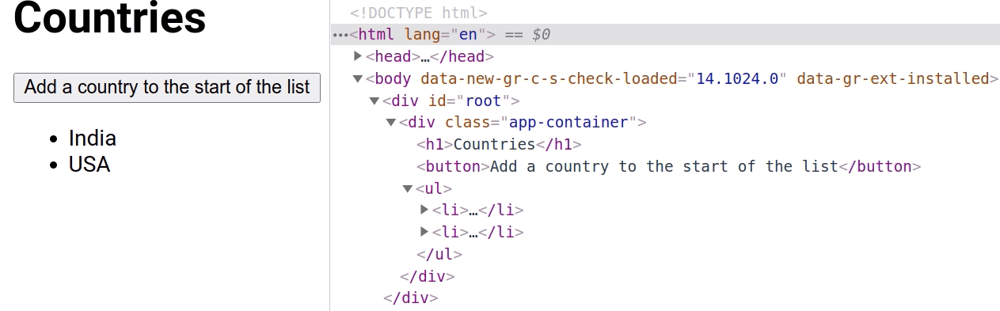 Countries
Add a country to the start of the list
India
USA
<!DOCTYPE html>
…<html lang="en"> == $0
<head>…</head>
<body data-new-gr-c-s-check-loaded="14.1024.0" data-gr-ext-installed>
<div id="root">
<div class="app-container">
<h1>Countries</h1>
<button>Add a country to the start of the list</button>
<ul>
<li>…</li>
<li>…</li>
</ul>
</div>
</div>